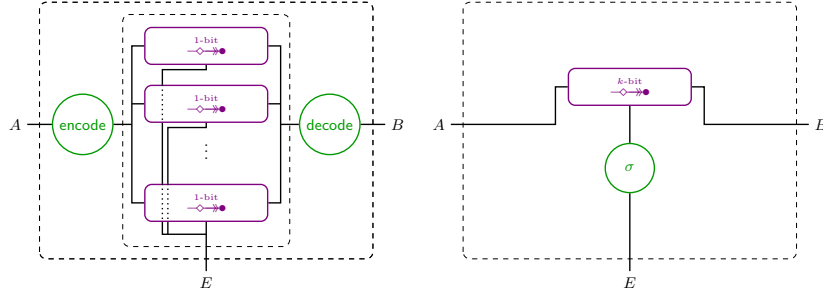 1-bit
1-bit
A encode decode B
⋮
1-bit
E
k-bit
A B
σ
E